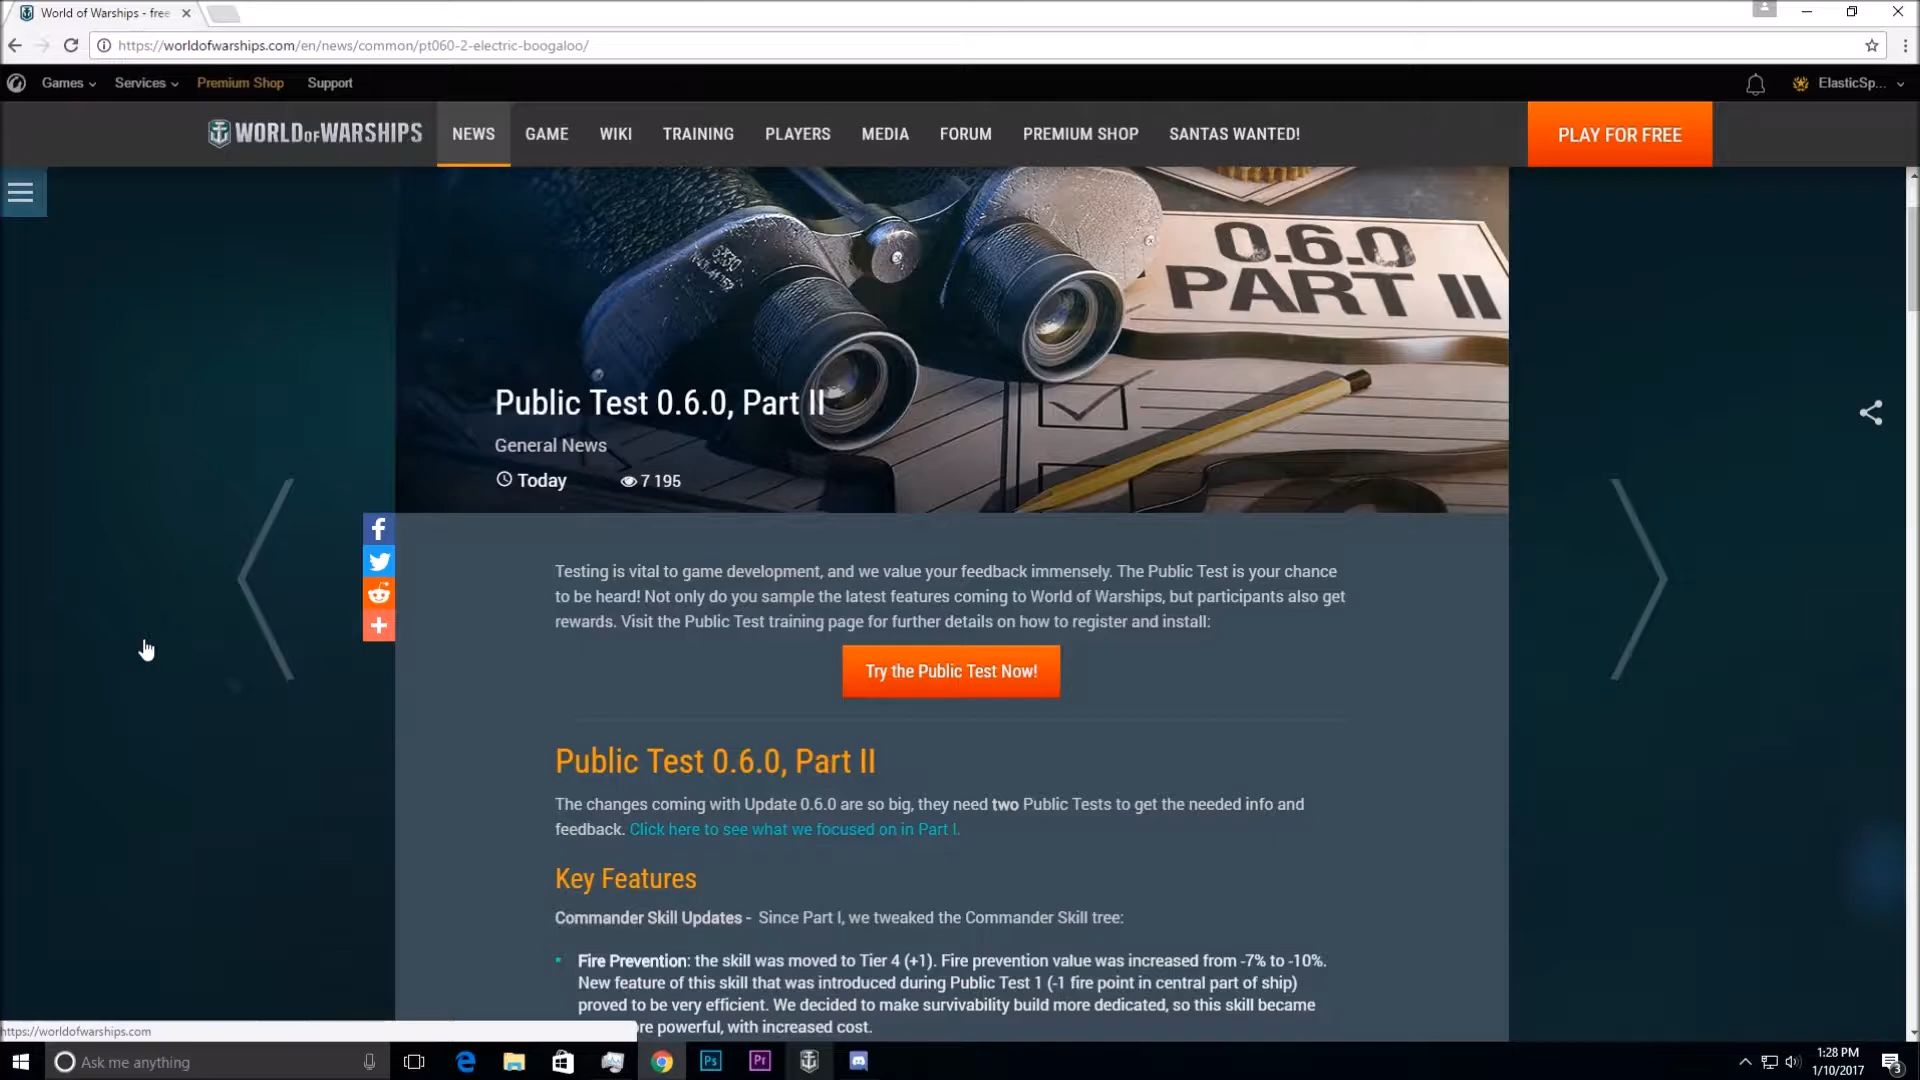 World of Warships - free
https://worldofwarships.com/en/news/common/pt060-2-electric-boogaloo/
Games Services Premium Shop Support ElasticSp...
WORLD OF WARSHIPS NEWS GAME WIKI TRAINING PLAYERS MEDIA FORUM PREMIUM SHOP SANTAS WANTED! PLAY FOR FREE
6X30
0.6.0
PART II
Public Test 0.6.0, Part II
General News
Today 7 195
Testing is vital to game development, and we value your feedback immensely. The Public Test is your chance
to be heard! Not only do you sample the latest features coming to World of Warships, but participants also get
rewards. Visit the Public Test training page for further details on how to register and install:
Try the Public Test Now!
Public Test 0.6.0, Part II
The changes coming with Update 0.6.0 are so big, they need two Public Tests to get the needed info and
feedback. Click here to see what we focused on in Part I.
Key Features
Commander Skill Updates - Since Part I, we tweaked the Commander Skill tree:
Fire Prevention: the skill was moved to Tier 4 (+1). Fire prevention value was increased from -7% to -10%.
New feature of this skill that was introduced during Public Test 1 (-1 fire point in central part of ship)
proved to be very efficient. We decided to make survivability build more dedicated, so this skill became
re powerful, with increased cost.
https://worldofwarships.com
Ask me anything
Ps Pr
1:28 PM
1/10/2017
3